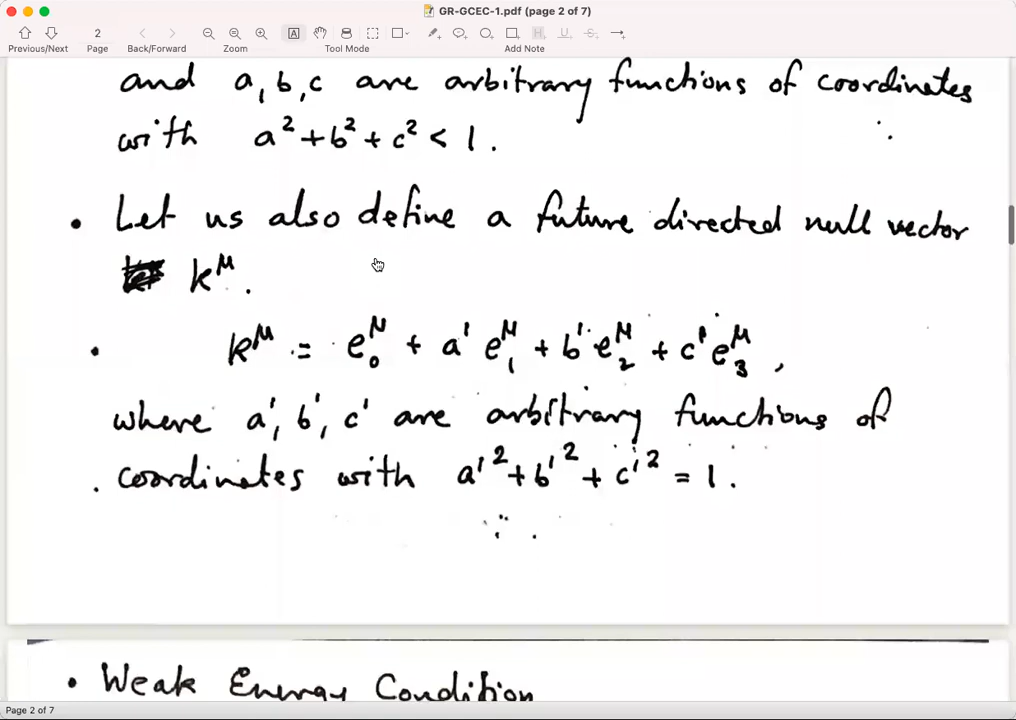 GR-GCEC-1.pdf (page 2 of 7)
2
Previous/Next Page Back/Forward Zoom Tool Mode Add Note
and a, b, c are arbitrary functions of coordinates
with a² + b² + c² < 1.
• Let us also define a future directed null vector
k^μ.
• k^μ = e₀^μ + a' e₁^μ + b' e₂^μ + c' e₃^μ,
where a', b', c' are arbitrary functions of
coordinates with a'² + b'² + c'² = 1.
• Weak Energy Condition
Page 2 of 7